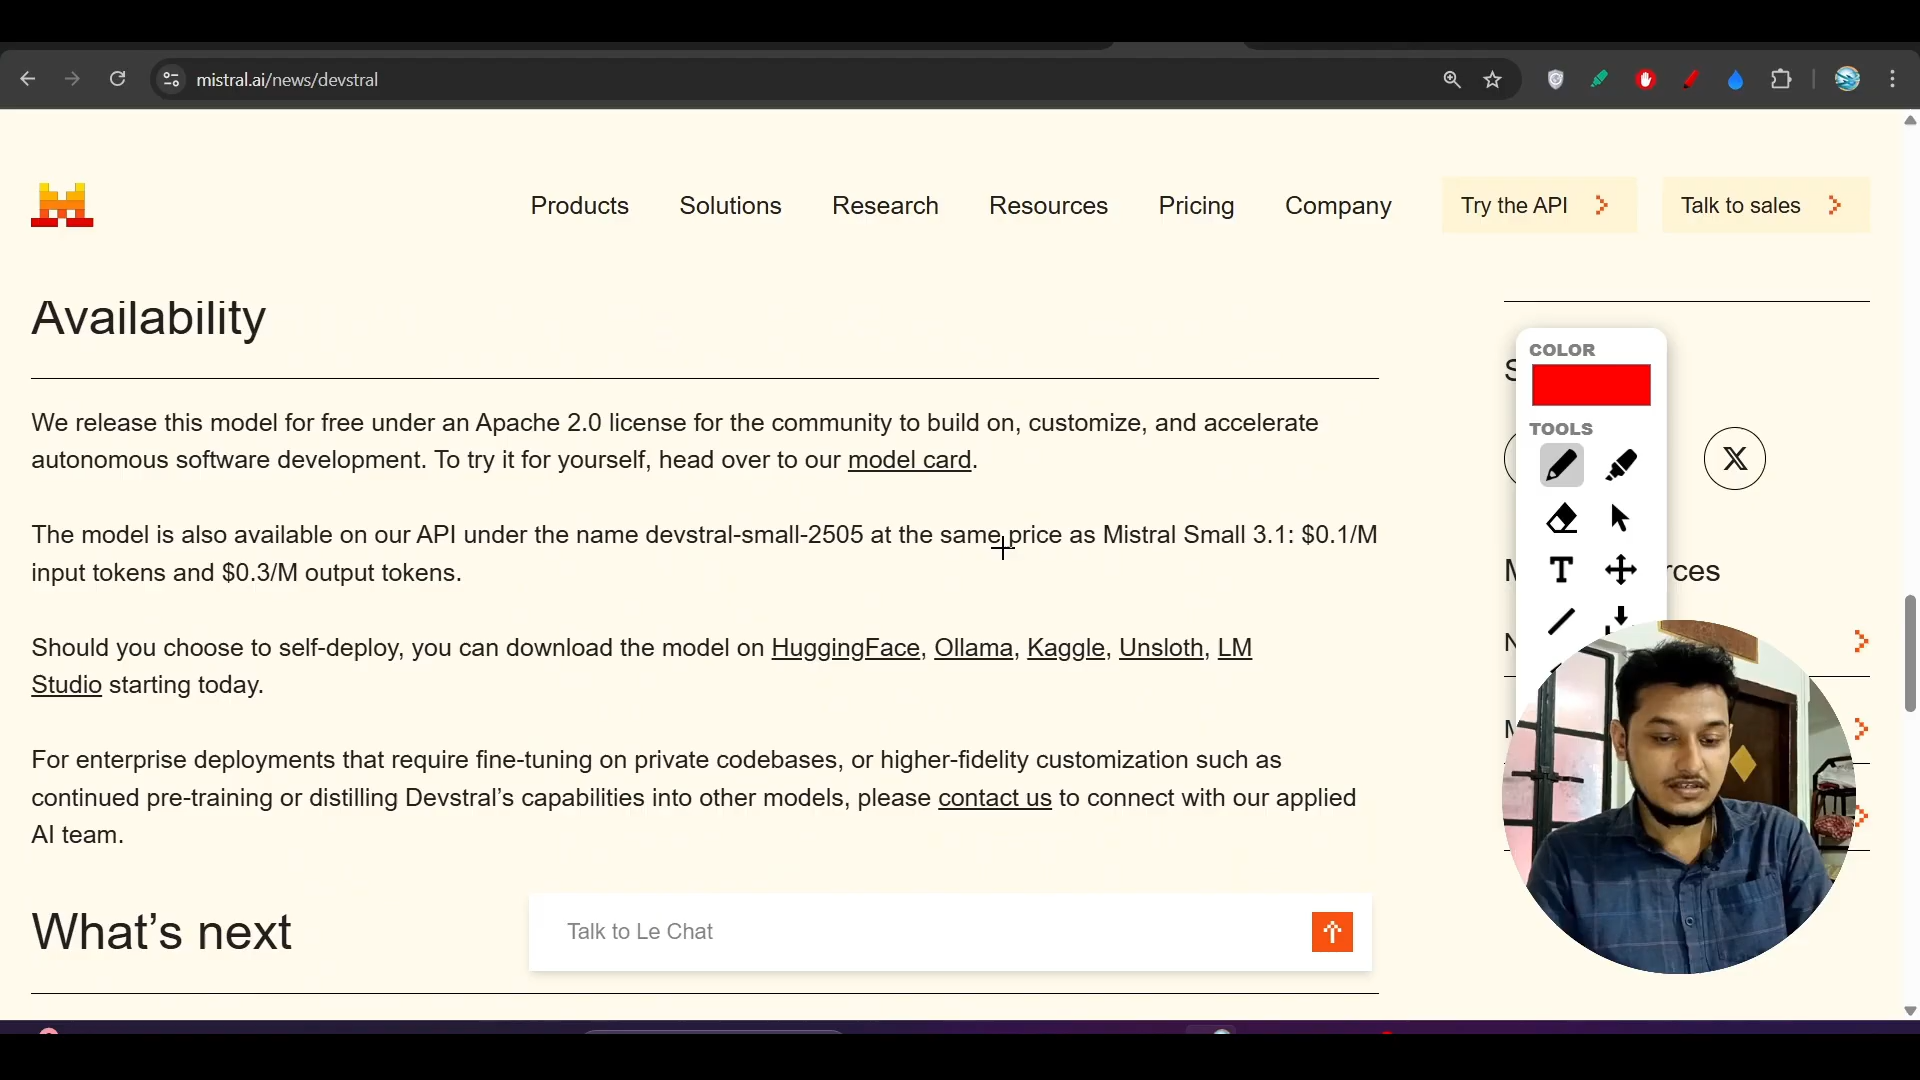 mistral.ai/news/devstral
Products Solutions Research Resources Pricing Company Try the API Talk to sales
Availability
COLOR
We release this model for free under an Apache 2.0 license for the community to build on, customize, and accelerate
TOOLS
autonomous software development. To try it for yourself, head over to our model card.
The model is also available on our API under the name devstral-small-2505 at the same price as Mistral Small 3.1: $0.1/M
input tokens and $0.3/M output tokens.
Should you choose to self-deploy, you can download the model on HuggingFace, Ollama, Kaggle, Unsloth, LM
Studio starting today.
For enterprise deployments that require fine-tuning on private codebases, or higher-fidelity customization such as
continued pre-training or distilling Devstral’s capabilities into other models, please contact us to connect with our applied
AI team.
What’s next
Talk to Le Chat